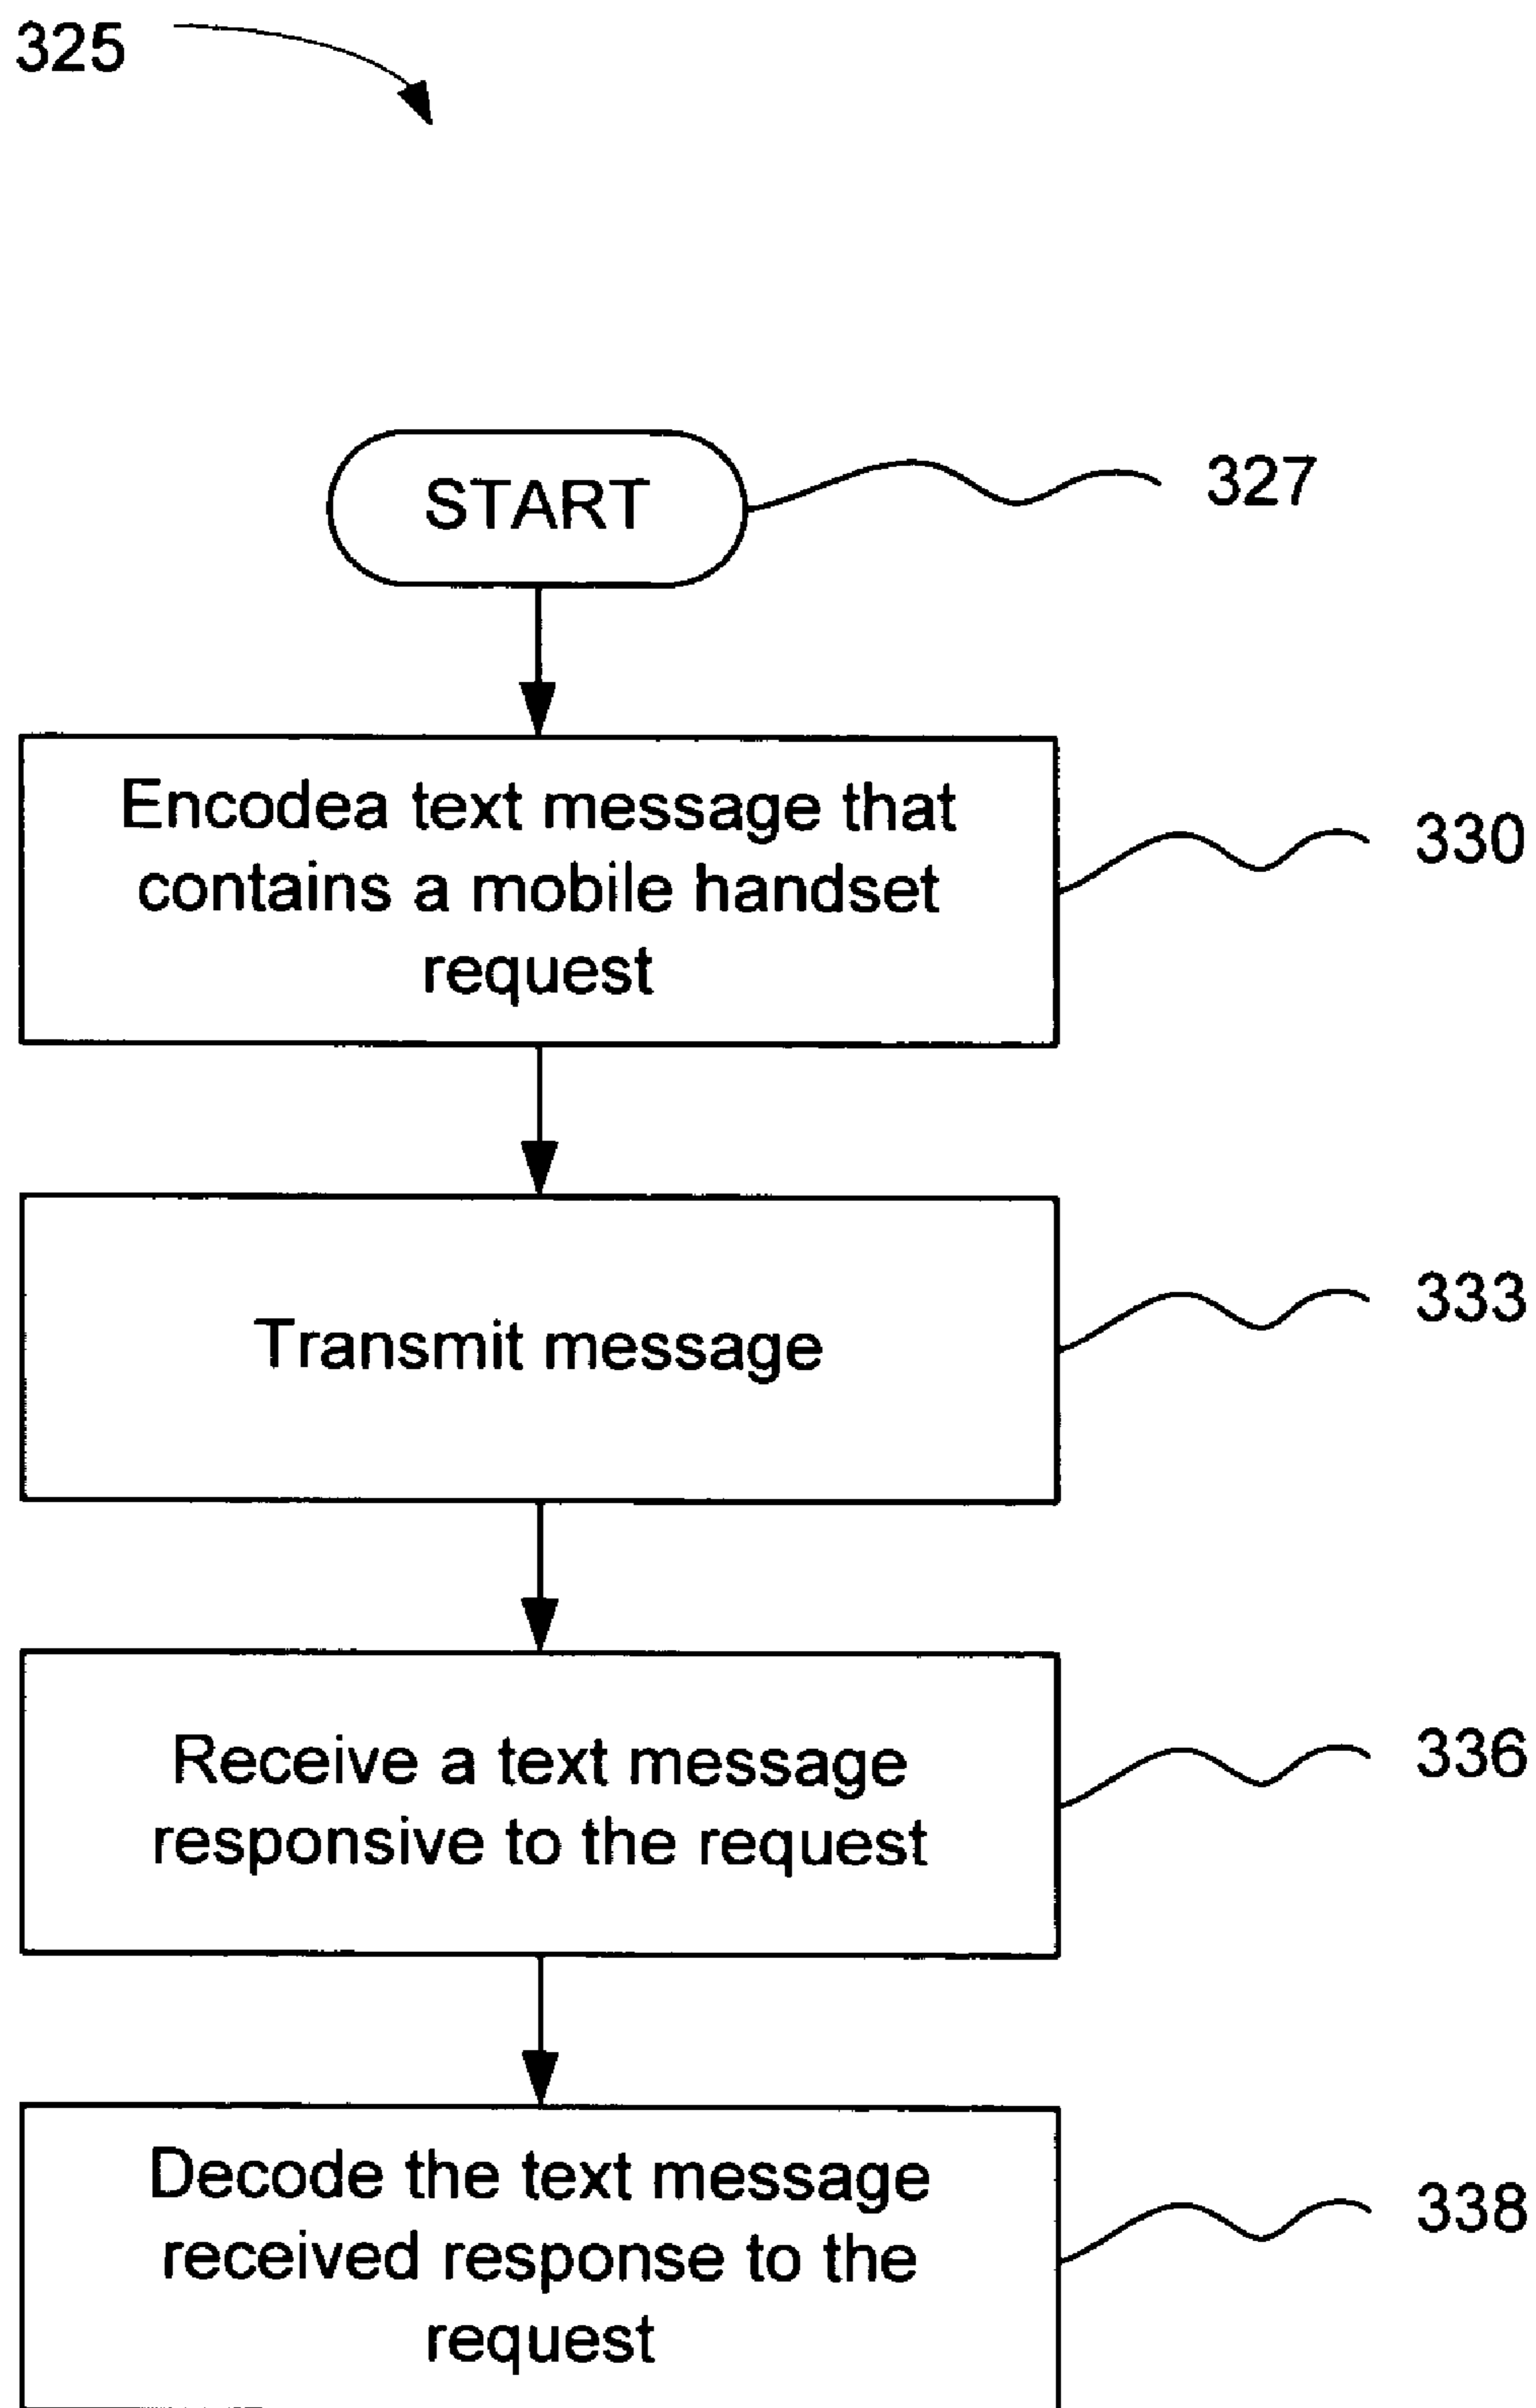 325
START
327
Encodea text message that
contains a mobile handset
request
330
Transmit message
333
Receive a text message
responsive to the request
336
Decode the text message
received response to the
request
338